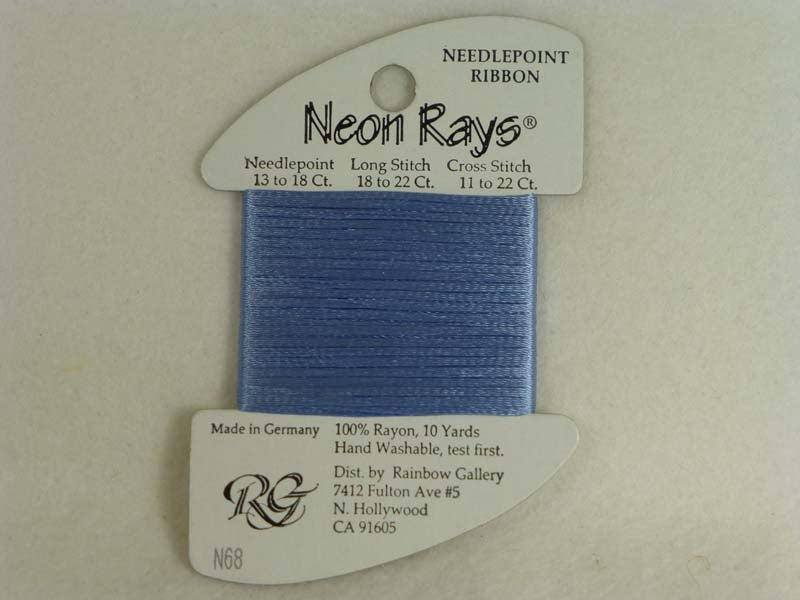 NEEDLEPOINT
RIBBON
Neon Rays®
Needlepoint Long Stitch Cross Stitch
13 to 18 Ct. 18 to 22 Ct. 11 to 22 Ct.
Made in Germany 100% Rayon, 10 Yards
Hand Washable, test first.
Dist. by Rainbow Gallery
7412 Fulton Ave #5
N. Hollywood
CA 91605
RG
N68